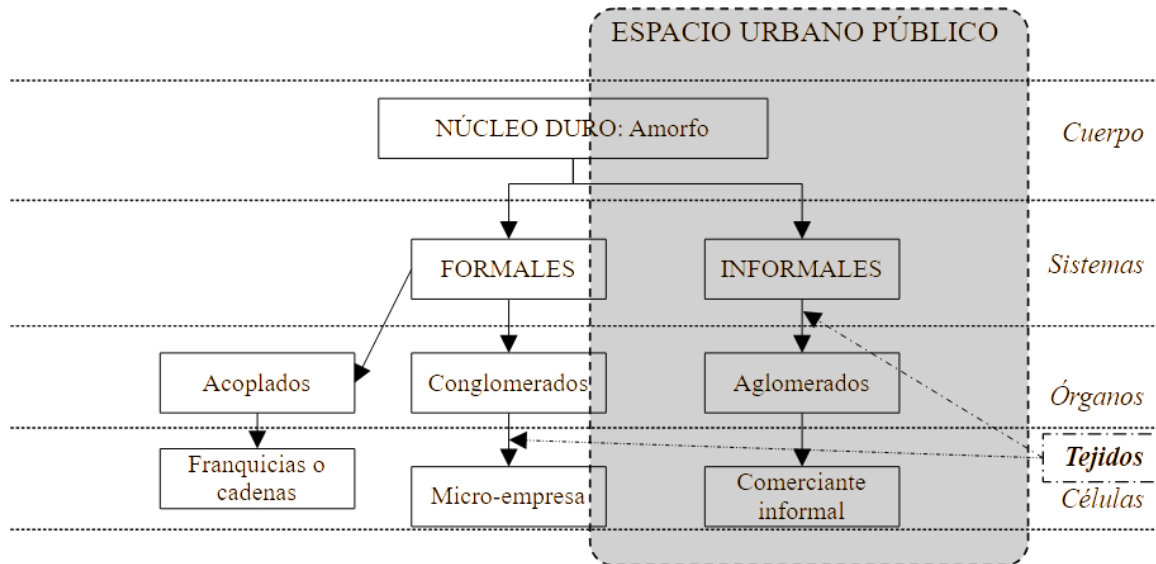 ESPACIO URBANO PÚBLICO
NÚCLEO DURO: Amorfo
Cuerpo
FORMALES
INFORMALES
Sistemas
Acoplados
Conglomerados
Aglomerados
Órganos
Franquicias o
cadenas
Micro-empresa
Comerciante
informal
Tejidos
Células